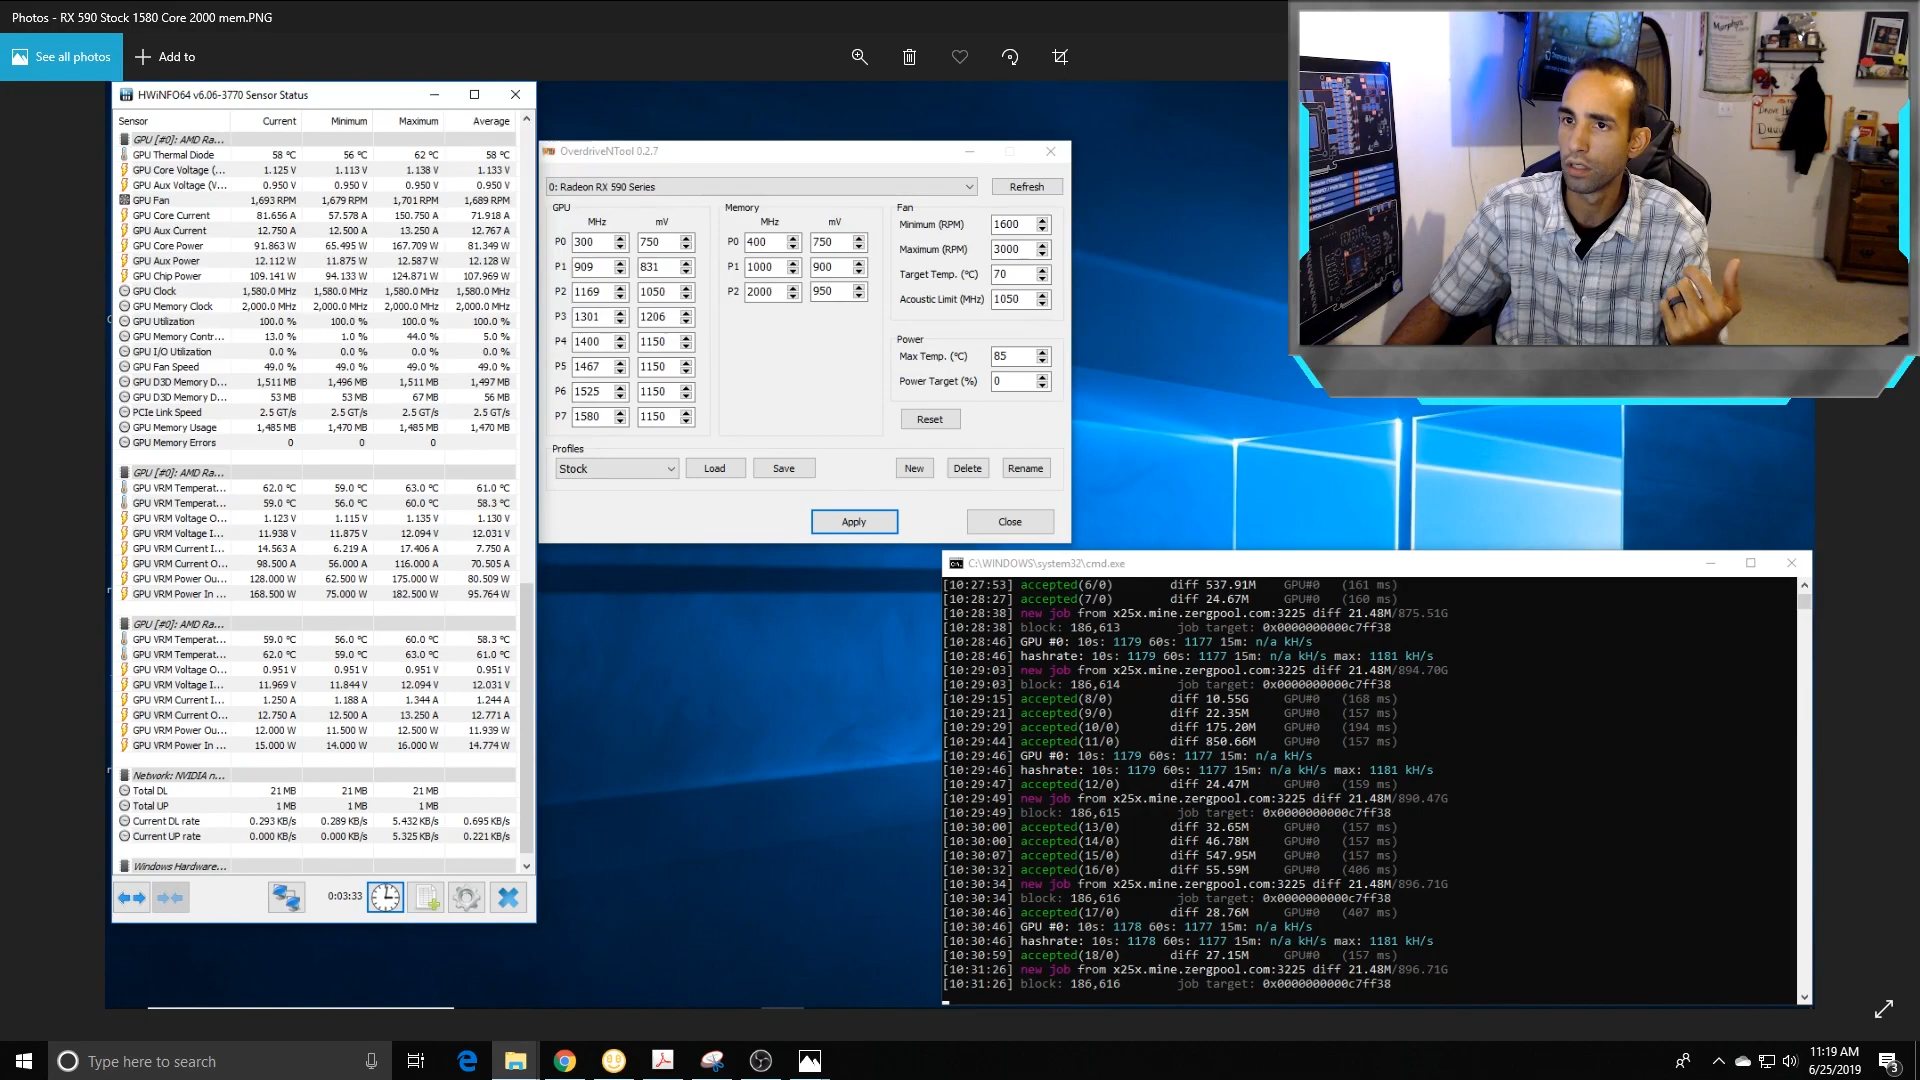 Photos - RX 590 Stock 1580 Core 2000 mem.PNG
See all photos
Add to
HWiNFO64 v6.06-3770 Sensor Status
Sensor Current Minimum Maximum Average
GPU [#0]: AMD Ra...
GPU Thermal Diode 58 °C 56 °C 62 °C 58 °C
GPU Core Voltage (... 1.125 V 1.113 V 1.138 V 1.133 V
GPU Aux Voltage (V... 0.950 V 0.950 V 0.950 V 0.950 V
GPU Fan 1,693 RPM 1,679 RPM 1,701 RPM 1,689 RPM
GPU Core Current 81.656 A 57.578 A 150.750 A 71.918 A
GPU Aux Current 12.750 A 12.500 A 13.250 A 12.767 A
GPU Core Power 91.863 W 65.495 W 167.709 W 81.349 W
GPU Aux Power 12.112 W 11.875 W 12.587 W 12.128 W
GPU Chip Power 109.141 W 94.133 W 124.871 W 107.969 W
GPU Clock 1,580.0 MHz 1,580.0 MHz 1,580.0 MHz 1,580.0 MHz
GPU Memory Clock 2,000.0 MHz 2,000.0 MHz 2,000.0 MHz 2,000.0 MHz
GPU Utilization 100.0 % 100.0 % 100.0 % 100.0 %
GPU Memory Contr... 13.0 % 1.0 % 44.0 % 5.0 %
GPU I/O Utilization 0.0 % 0.0 % 0.0 % 0.0 %
GPU Fan Speed 49.0 % 49.0 % 49.0 % 49.0 %
GPU D3D Memory D... 1,511 MB 1,496 MB 1,511 MB 1,497 MB
GPU D3D Memory D... 53 MB 53 MB 67 MB 56 MB
PCIe Link Speed 2.5 GT/s 2.5 GT/s 2.5 GT/s 2.5 GT/s
GPU Memory Usage 1,485 MB 1,470 MB 1,485 MB 1,470 MB
GPU Memory Errors 0 0 0
GPU [#0]: AMD Ra...
GPU VRM Temperat... 62.0 °C 59.0 °C 63.0 °C 61.0 °C
GPU VRM Temperat... 59.0 °C 56.0 °C 60.0 °C 58.3 °C
GPU VRM Voltage O... 1.123 V 1.115 V 1.135 V 1.130 V
GPU VRM Voltage I... 11.938 V 11.875 V 12.094 V 12.031 V
GPU VRM Current I... 14.563 A 6.219 A 17.406 A 7.750 A
GPU VRM Current O... 98.500 A 56.000 A 116.000 A 70.505 A
GPU VRM Power Ou... 128.000 W 62.500 W 175.000 W 80.509 W
GPU VRM Power In ... 168.500 W 75.000 W 182.500 W 95.764 W
GPU [#0]: AMD Ra...
GPU VRM Temperat... 59.0 °C 56.0 °C 60.0 °C 58.3 °C
GPU VRM Temperat... 62.0 °C 59.0 °C 63.0 °C 61.0 °C
GPU VRM Voltage O... 0.951 V 0.951 V 0.951 V 0.951 V
GPU VRM Voltage I... 11.969 V 11.844 V 12.094 V 12.031 V
GPU VRM Current I... 1.250 A 1.188 A 1.344 A 1.244 A
GPU VRM Current O... 12.750 A 12.500 A 13.250 A 12.771 A
GPU VRM Power Ou... 12.000 W 11.500 W 12.500 W 11.939 W
GPU VRM Power In ... 15.000 W 14.000 W 16.000 W 14.774 W
Network: NVIDIA n...
Total DL 21 MB 21 MB 21 MB
Total UP 1 MB 1 MB 1 MB
Current DL rate 0.293 KB/s 0.289 KB/s 5.432 KB/s 0.695 KB/s
Current UP rate 0.000 KB/s 0.000 KB/s 5.325 KB/s 0.221 KB/s
Windows Hardware...
0:03:33
OverdriveNTool 0.2.7
0: Radeon RX 590 Series
Refresh
GPU
MHz mV
P0 300 750
P1 909 831
P2 1169 1050
P3 1301 1206
P4 1400 1150
P5 1467 1150
P6 1525 1150
P7 1580 1150
Memory
MHz mV
P0 400 750
P1 1000 900
P2 2000 950
Fan
Minimum (RPM) 1600
Maximum (RPM) 3000
Target Temp. (°C) 70
Acoustic Limit (MHz) 1050
Power
Max Temp. (°C) 85
Power Target (%) 0
Reset
Profiles
Stock Load Save New Delete Rename
Apply Close
C:\WINDOWS\system32\cmd.exe
[10:27:53] accepted(6/0) diff 537.91M GPU#0 (161 ms)
[10:28:27] accepted(7/0) diff 24.67M GPU#0 (160 ms)
[10:28:38] new job from x25x.mine.zergpool.com:3225 diff 21.48M/875.51G
[10:28:38] block: 186,613 job target: 0x0000000000c7ff38
[10:28:46] GPU #0: 10s: 1179 60s: 1177 15m: n/a kH/s
[10:28:46] hashrate: 10s: 1179 60s: 1177 15m: n/a kH/s max: 1181 kH/s
[10:29:03] new job from x25x.mine.zergpool.com:3225 diff 21.48M/894.70G
[10:29:03] block: 186,614 job target: 0x0000000000c7ff38
[10:29:15] accepted(8/0) diff 10.55G GPU#0 (168 ms)
[10:29:21] accepted(9/0) diff 22.35M GPU#0 (157 ms)
[10:29:29] accepted(10/0) diff 175.20M GPU#0 (194 ms)
[10:29:44] accepted(11/0) diff 850.66M GPU#0 (157 ms)
[10:29:46] GPU #0: 10s: 1179 60s: 1177 15m: n/a kH/s
[10:29:46] hashrate: 10s: 1179 60s: 1177 15m: n/a kH/s max: 1181 kH/s
[10:29:47] accepted(12/0) diff 24.47M GPU#0 (159 ms)
[10:29:49] new job from x25x.mine.zergpool.com:3225 diff 21.48M/890.47G
[10:29:49] block: 186,615 job target: 0x0000000000c7ff38
[10:30:00] accepted(13/0) diff 32.65M GPU#0 (157 ms)
[10:30:00] accepted(14/0) diff 46.78M GPU#0 (157 ms)
[10:30:07] accepted(15/0) diff 547.95M GPU#0 (157 ms)
[10:30:32] accepted(16/0) diff 55.59M GPU#0 (406 ms)
[10:30:34] new job from x25x.mine.zergpool.com:3225 diff 21.48M/896.71G
[10:30:34] block: 186,616 job target: 0x0000000000c7ff38
[10:30:46] accepted(17/0) diff 28.76M GPU#0 (407 ms)
[10:30:46] GPU #0: 10s: 1178 60s: 1177 15m: n/a kH/s
[10:30:46] hashrate: 10s: 1178 60s: 1177 15m: n/a kH/s max: 1181 kH/s
[10:30:59] accepted(18/0) diff 27.15M GPU#0 (157 ms)
[10:31:26] new job from x25x.mine.zergpool.com:3225 diff 21.48M/896.71G
[10:31:26] block: 186,616 job target: 0x0000000000c7ff38
Type here to search
11:19 AM
6/25/2019
3